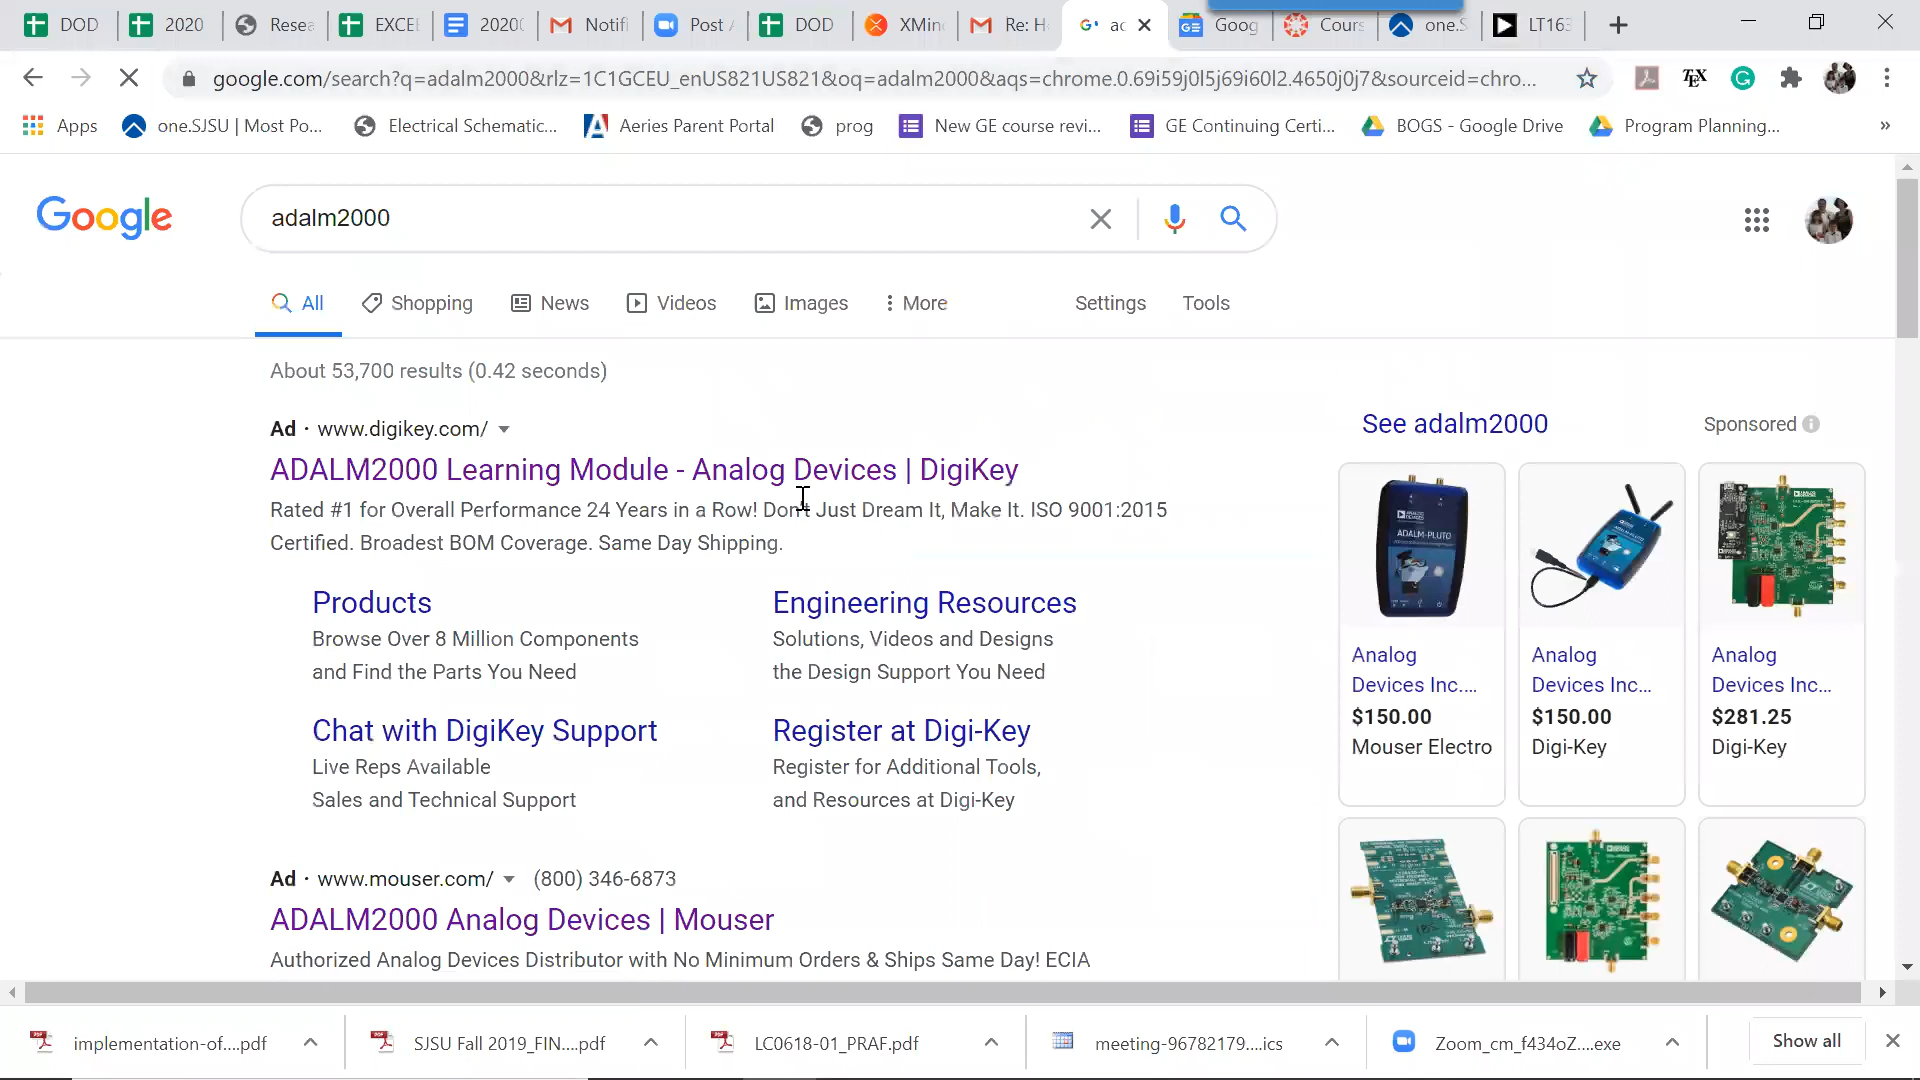 DOD
2020
Resea
EXCEL
2020C
Notifi
Post A
DOD
XMin
Re: H
ad
Goog
Cours
one.S
LT163
google.com/search?q=adalm2000&rlz=1C1GCEU_enUS821US821&oq=adalm2000&aqs=chrome.0.69i59j0l5j69i60l2.4650j0j7&sourceid=chro...
Apps
one.SJSU | Most Po...
Electrical Schematic...
Aeries Parent Portal
prog
New GE course revi...
GE Continuing Certi...
BOGS - Google Drive
Program Planning...
»
Google
adalm2000
All
Shopping
News
Videos
Images
More
Settings
Tools
About 53,700 results (0.42 seconds)
Ad · www.digikey.com/
ADALM2000 Learning Module - Analog Devices | DigiKey
Rated #1 for Overall Performance 24 Years in a Row! Don't Just Dream It, Make It. ISO 9001:2015
Certified. Broadest BOM Coverage. Same Day Shipping.
Products
Browse Over 8 Million Components
and Find the Parts You Need
Engineering Resources
Solutions, Videos and Designs
the Design Support You Need
Chat with DigiKey Support
Live Reps Available
Sales and Technical Support
Register at Digi-Key
Register for Additional Tools,
and Resources at Digi-Key
Ad · www.mouser.com/ (800) 346-6873
ADALM2000 Analog Devices | Mouser
Authorized Analog Devices Distributor with No Minimum Orders & Ships Same Day! ECIA
See adalm2000
Sponsored
ANALOG DEVICES
ADALM-PLUTO
Analog
Devices Inc....
$150.00
Mouser Electro
Analog
Devices Inc...
$150.00
Digi-Key
Analog
Devices Inc...
$281.25
Digi-Key
implementation-of....pdf
SJSU Fall 2019_FIN....pdf
LC0618-01_PRAF.pdf
meeting-96782179....ics
Zoom_cm_f434oZ....exe
Show all